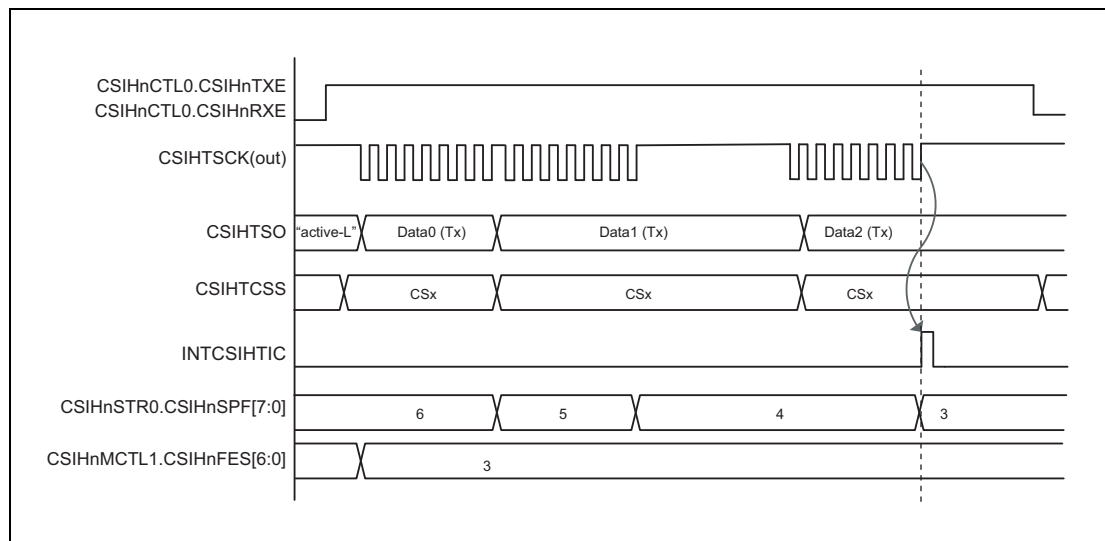 CSIHnCTL0.CSIHnTXE
CSIHnCTL0.CSIHnRXE
CSIHTSCK(out)
CSIHTSO "active-L" Data0 (Tx) Data1 (Tx) Data2 (Tx)
CSIHTCSS CSx CSx CSx
INTCSIHTIC
CSIHnSTR0.CSIHnSPF[7:0] 6 5 4 3
CSIHnMCTL1.CSIHnFES[6:0] 3